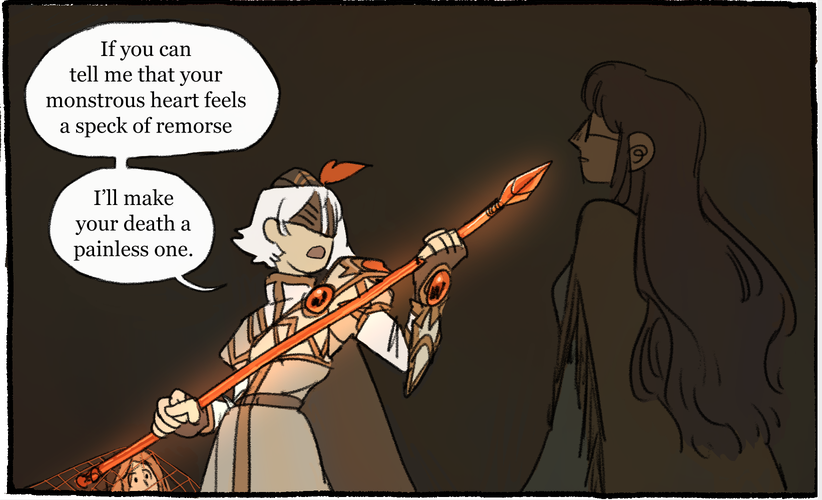 If you can
tell me that your
monstrous heart feels
a speck of remorse
I'll make
your death a
painless one.